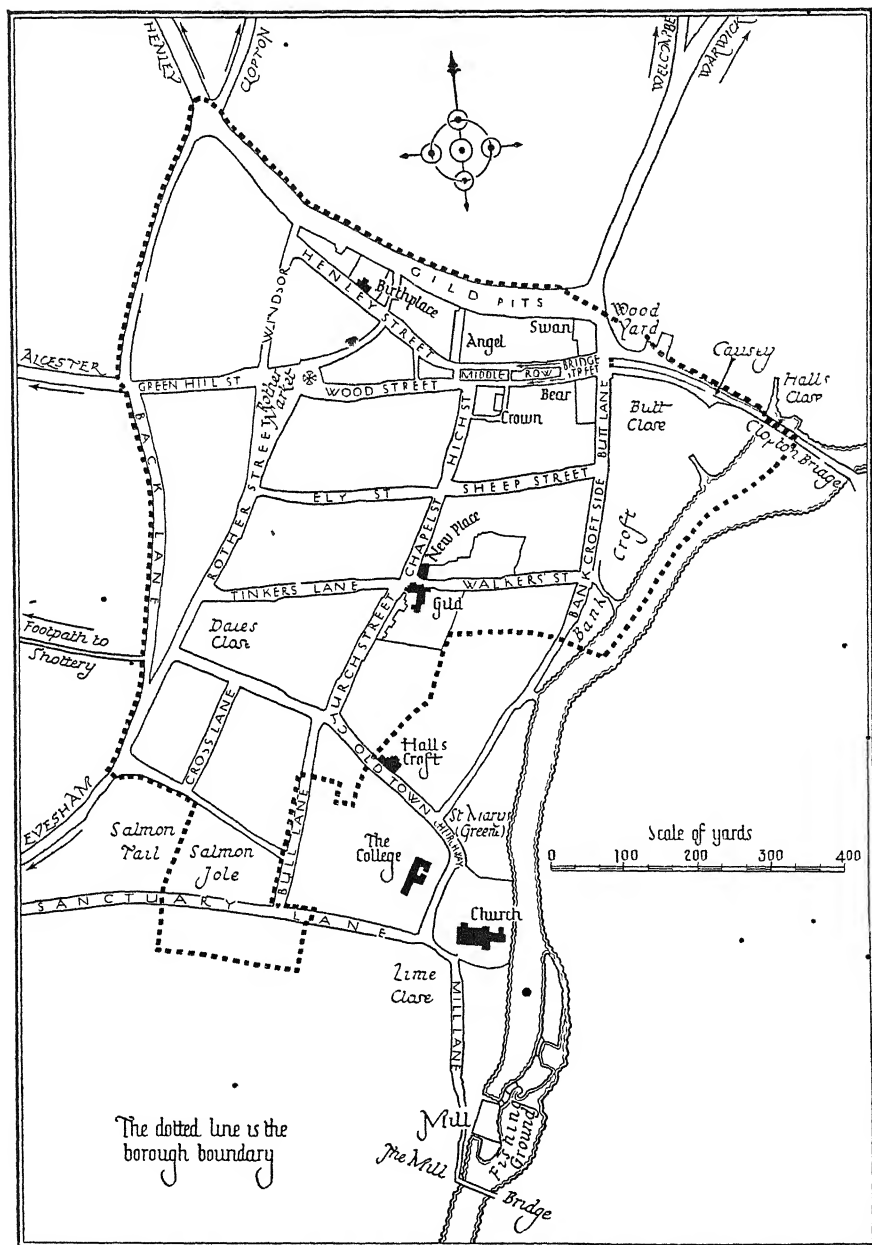 HENLEY
CLOPTON
WELCOMBE
WARWICK
GILD PITS
WINDSOR
HENLEY STREET
Birthplace
Wood
Yard
Angel
Swan
Causey
Halls
Close
ALCESTER
GREEN HILL ST
Rother
Market
WOOD STREET
MIDDLE ROW
BRIDGE
STREET
Crown
Bear
BUTT LANE
Butt
Close
Clopton Bridge
BACK LANE
ROTHER STREET
HIGH ST
ELY ST
SHEEP STREET
CHAPEL ST
New Place
BANK CROFT SIDE
Bank Croft
TINKERS LANE
WALKERS' ST
Gild
Footpath to
Shottery
Daves
Close
CHURCH STREET
CROSS LANE
OLD TOWN
Halls
Croft
EVESHAM
Salmon
Tail
Salmon
Jole
BULL LANE
The
College
St Mary
(Green)
CHURCHWAY
Scale of yards
0 100 200 300 400
SANCTUARY LANE
Church
Lime
Close
MILL LANE
Mill
Fishing
Ground
The Mill
Bridge
The dotted line is the
borough boundary